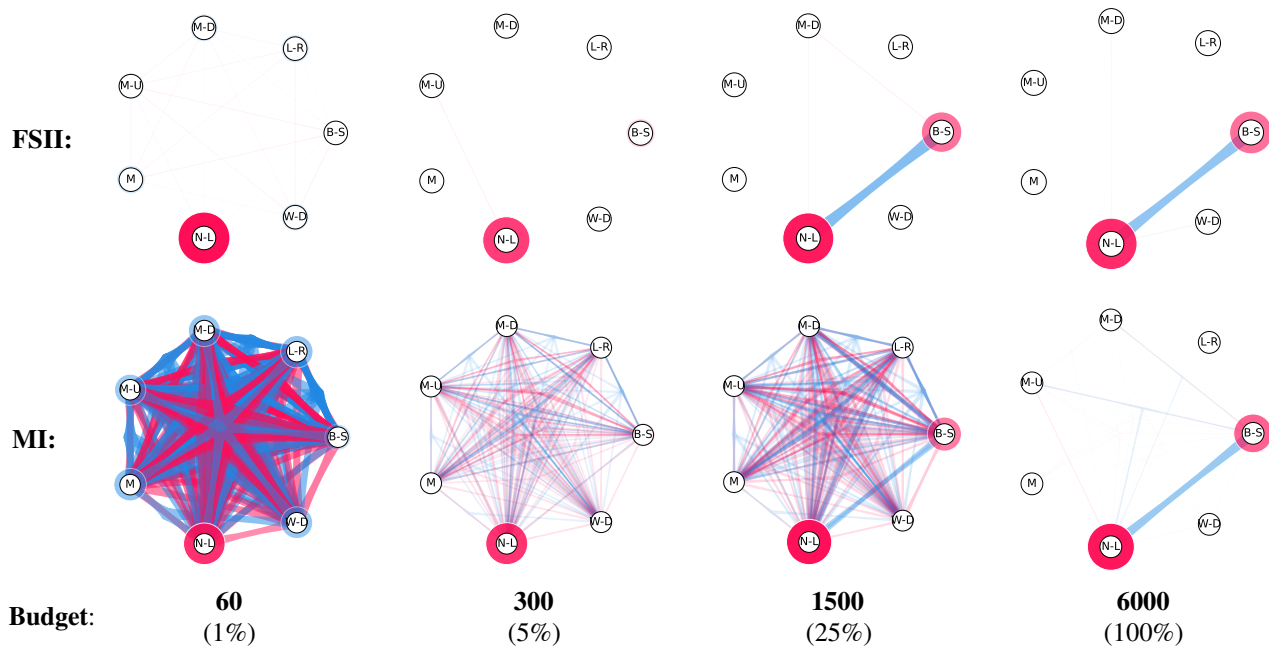 M-D M-D M-D M-D
L-R L-R L-R L-R
M-U M-U M-U M-U
FSII: B-S B-S B-S B-S
M M M M
W-D W-D W-D W-D
N-L N-L N-L N-L
M-D M-D M-D M-D
L-R L-R L-R L-R
M-U M-U M-U M-U
MI: B-S B-S B-S B-S
M M M M
W-D W-D W-D W-D
N-L N-L N-L N-L
Budget: 60 300 1500 6000
(1%) (5%) (25%) (100%)